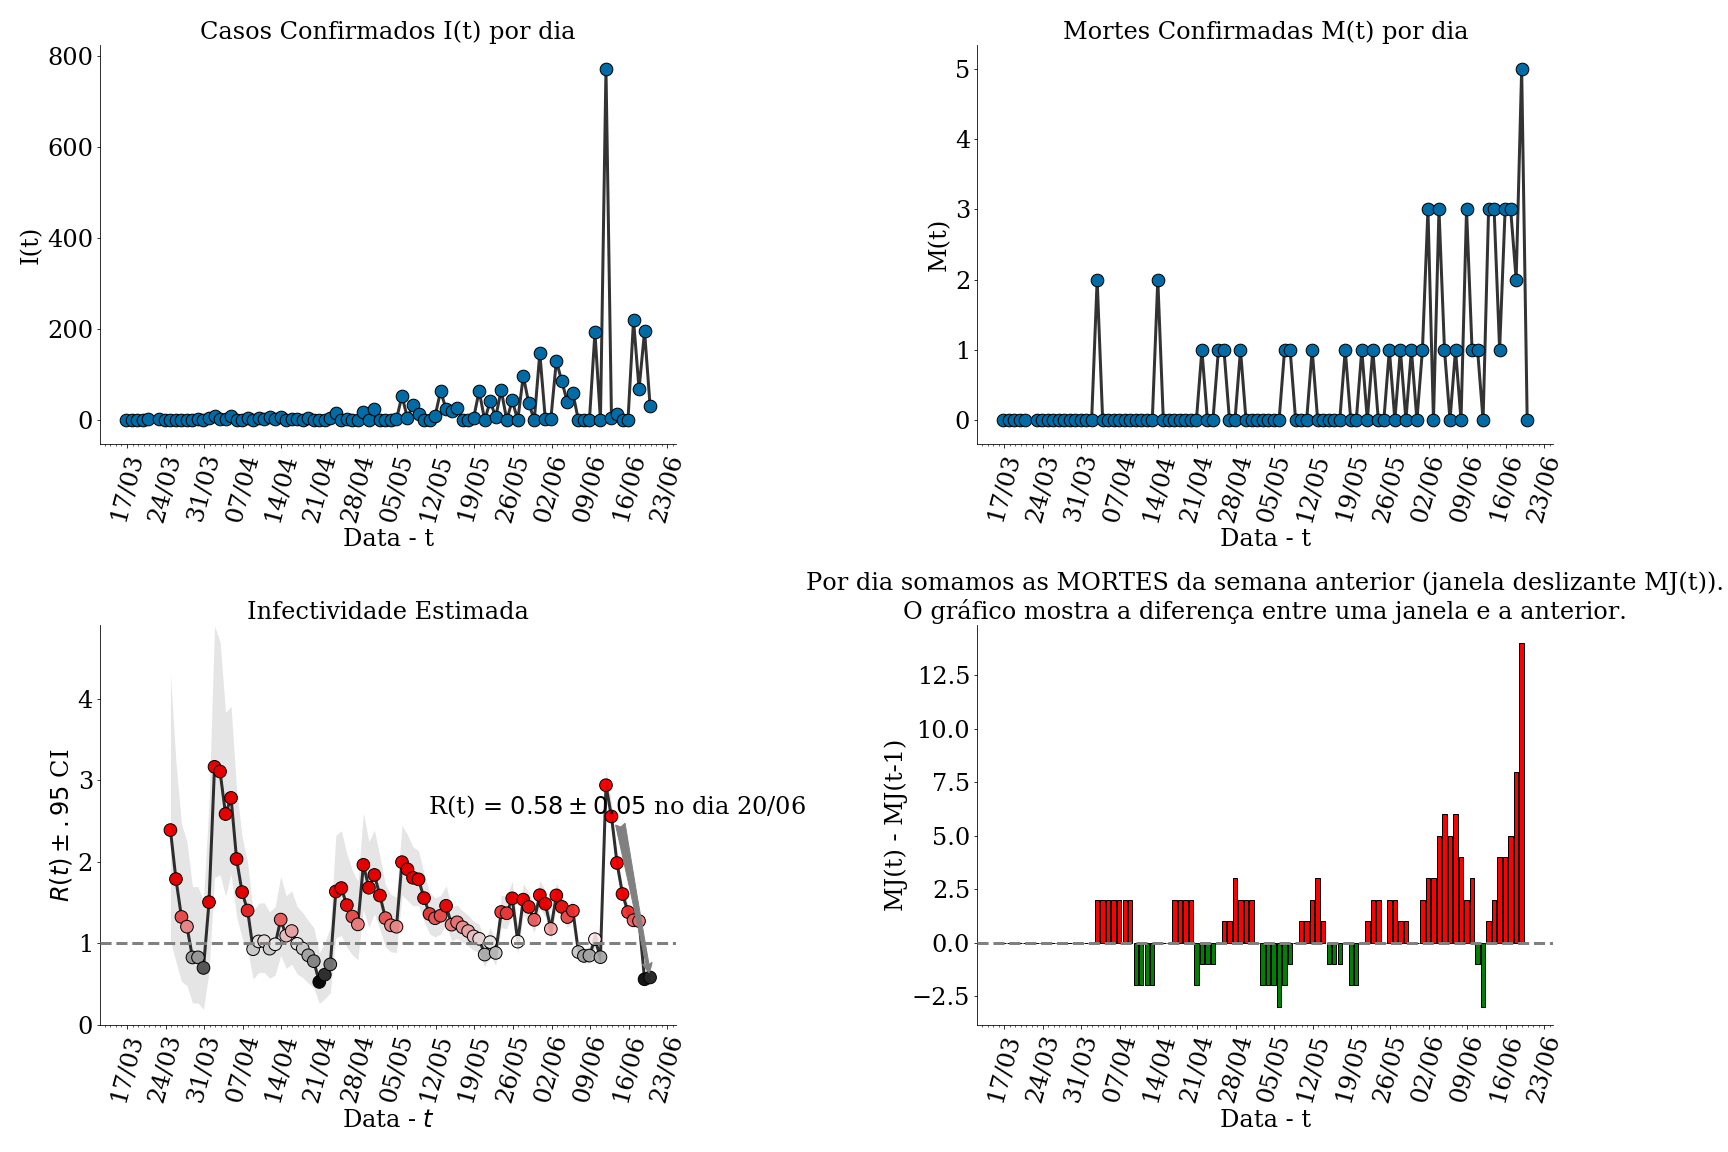 Casos Confirmados I(t) por dia
I(t)
800
600
400
200
0
17/03 24/03 31/03 07/04 14/04 21/04 28/04 05/05 12/05 19/05 26/05 02/06 09/06 16/06 23/06
Data - t
Mortes Confirmadas M(t) por dia
M(t)
5
4
3
2
1
0
17/03 24/03 31/03 07/04 14/04 21/04 28/04 05/05 12/05 19/05 26/05 02/06 09/06 16/06 23/06
Data - t
Infectividade Estimada
R(t) ± .95 CI
4
3
2
1
0
R(t) = 0.58 ± 0.05 no dia 20/06
17/03 24/03 31/03 07/04 14/04 21/04 28/04 05/05 12/05 19/05 26/05 02/06 09/06 16/06 23/06
Data - t
Por dia somamos as MORTES da semana anterior (janela deslizante MJ(t)).
O gráfico mostra a diferença entre uma janela e a anterior.
MJ(t) - MJ(t-1)
12.5
10.0
7.5
5.0
2.5
0.0
−2.5
17/03 24/03 31/03 07/04 14/04 21/04 28/04 05/05 12/05 19/05 26/05 02/06 09/06 16/06 23/06
Data - t